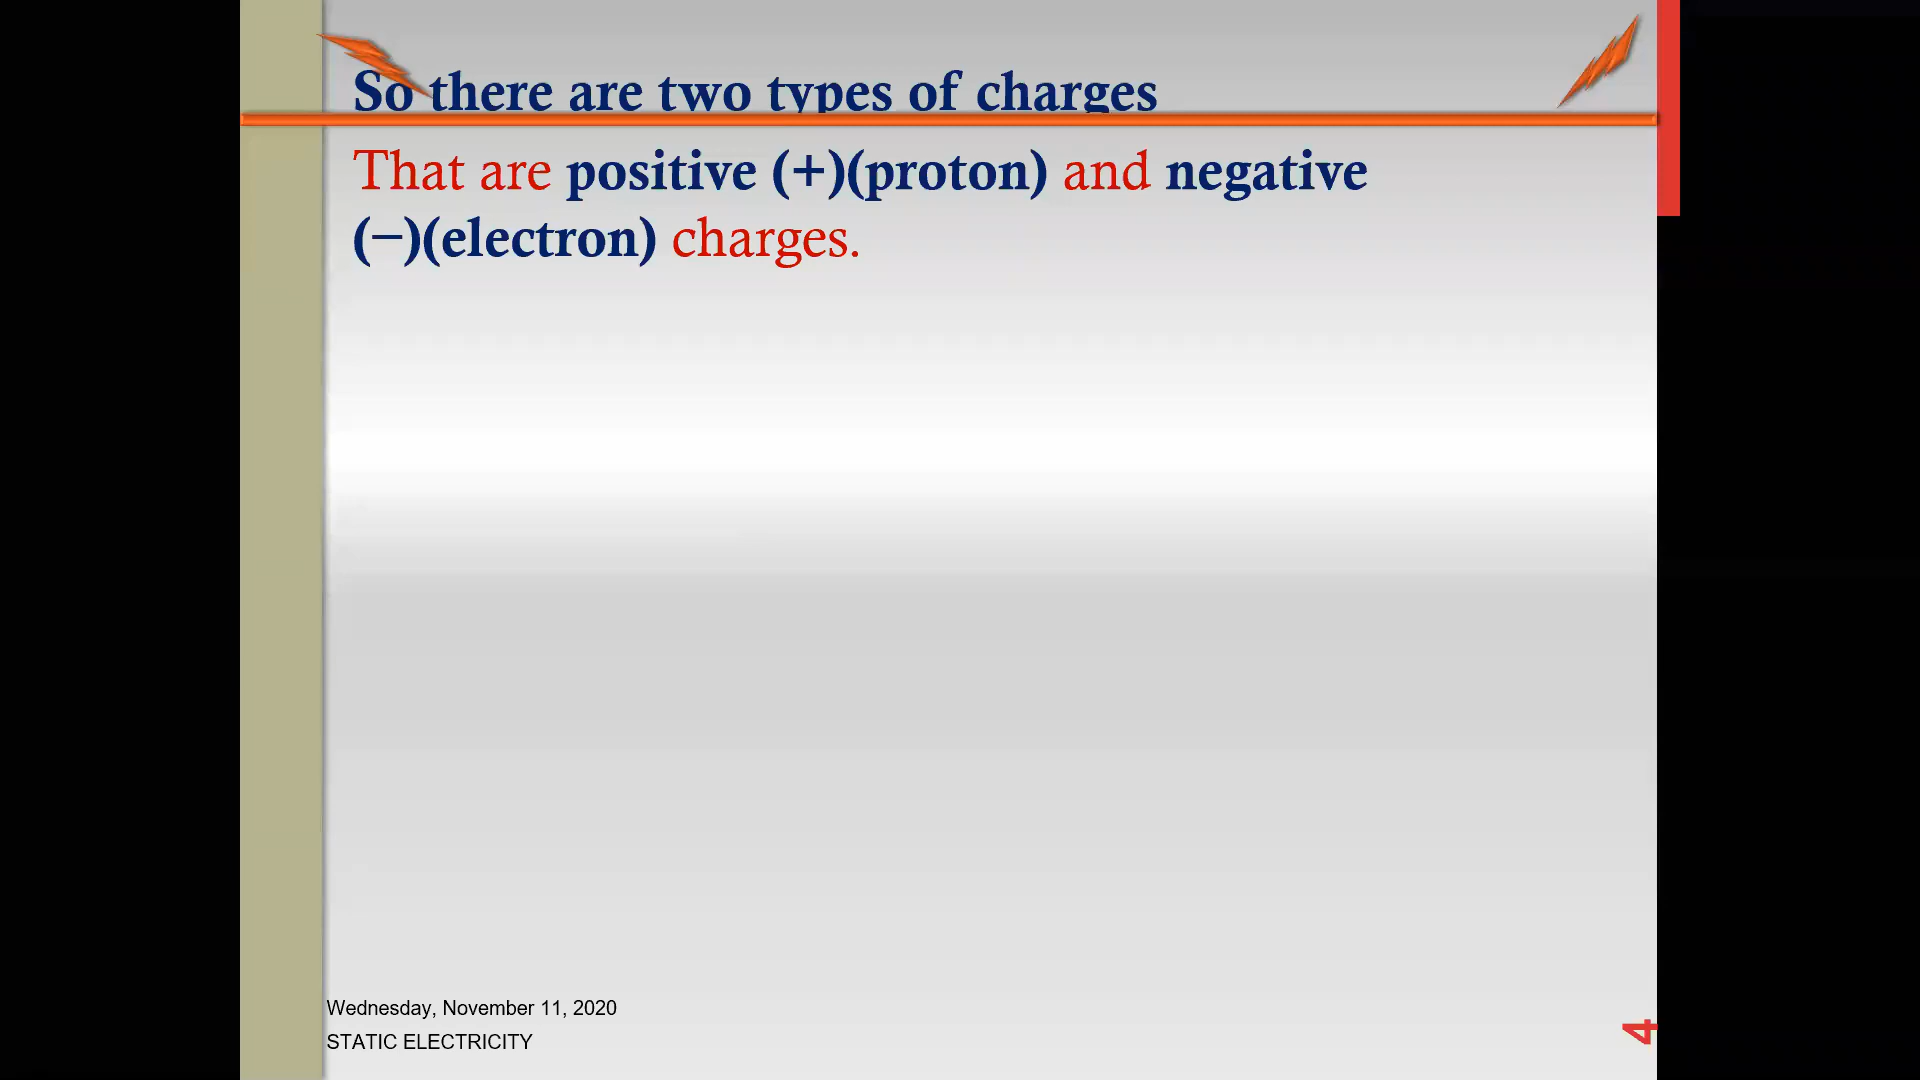 So there are two types of charges
That are positive (+)(proton) and negative
(−)(electron) charges.
Wednesday, November 11, 2020
STATIC ELECTRICITY
4